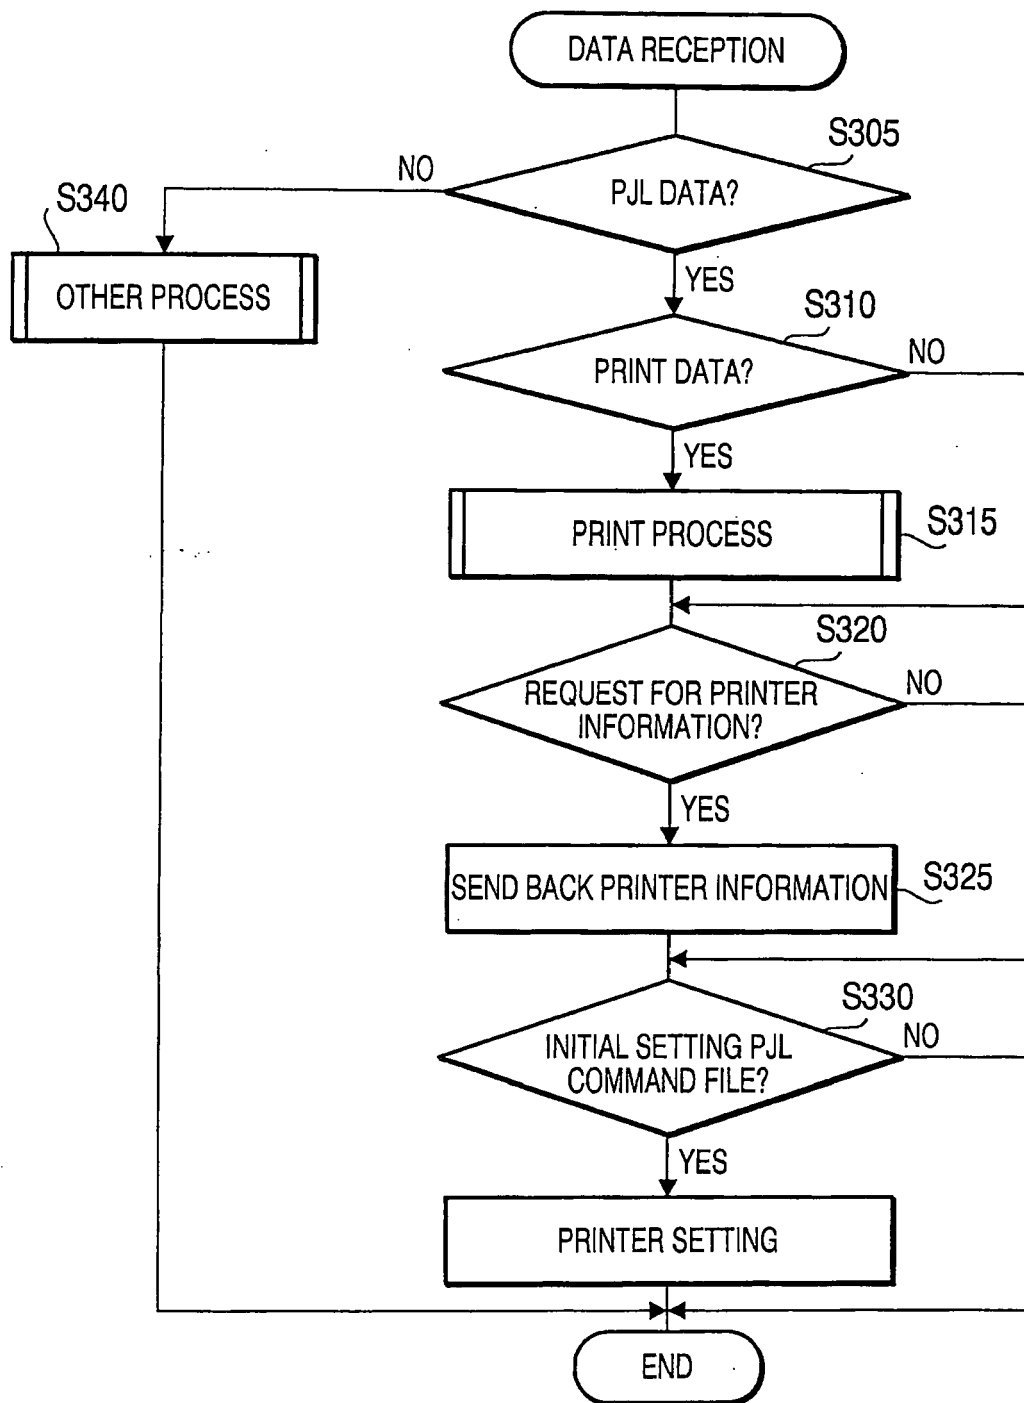 DATA RECEPTION
S305
NO
PJL DATA?
S340
YES
OTHER PROCESS
S310
NO
PRINT DATA?
YES
PRINT PROCESS
S315
S320
NO
REQUEST FOR PRINTER
INFORMATION?
YES
SEND BACK PRINTER INFORMATION
S325
S330
NO
INITIAL SETTING PJL
COMMAND FILE?
YES
PRINTER SETTING
END